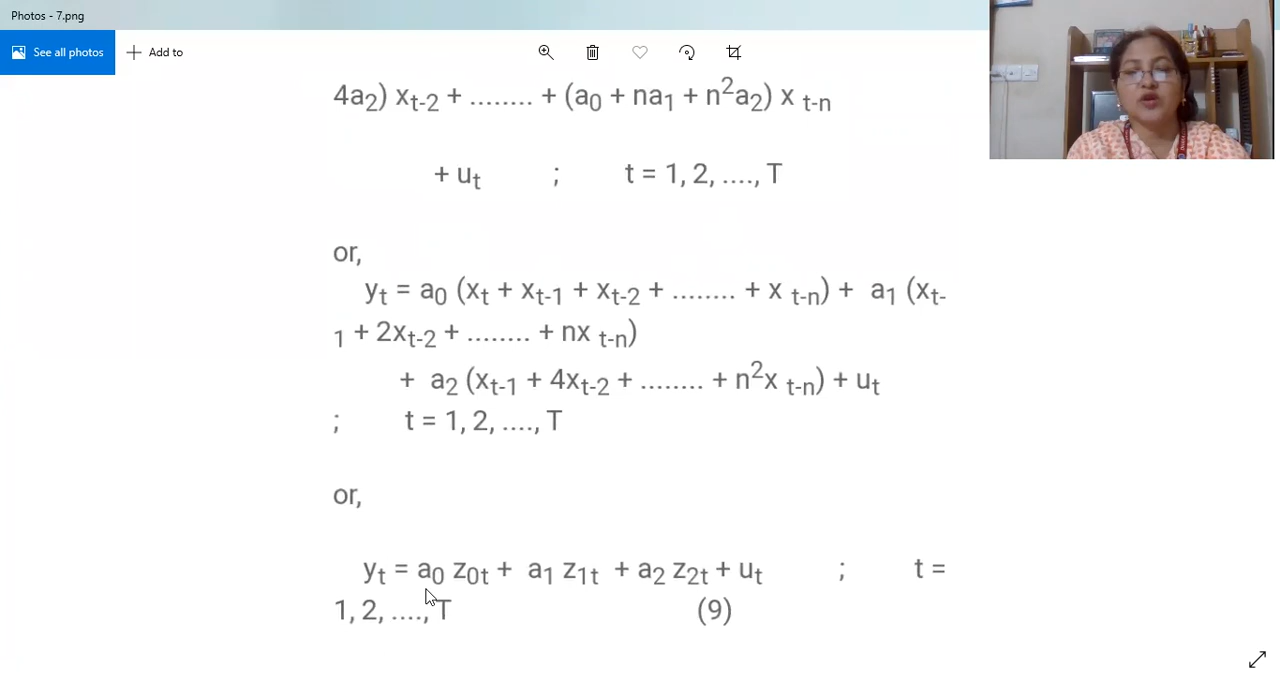 Photos - 7.png
See all photos
Add to
4a₂) xₜ₋₂ + ........ + (a₀ + na₁ + n²a₂) x ₜ₋ₙ
+ uₜ ; t = 1, 2, ...., T
or,
yₜ = a₀ (xₜ + xₜ₋₁ + xₜ₋₂ + ........ + x ₜ₋ₙ) + a₁ (xₜ₋
₁ + 2xₜ₋₂ + ........ + nx ₜ₋ₙ)
+ a₂ (xₜ₋₁ + 4xₜ₋₂ + ........ + n²x ₜ₋ₙ) + uₜ
; t = 1, 2, ...., T
or,
yₜ = a₀ z₀ₜ + a₁ z₁ₜ + a₂ z₂ₜ + uₜ ; t =
1, 2, ...., T (9)